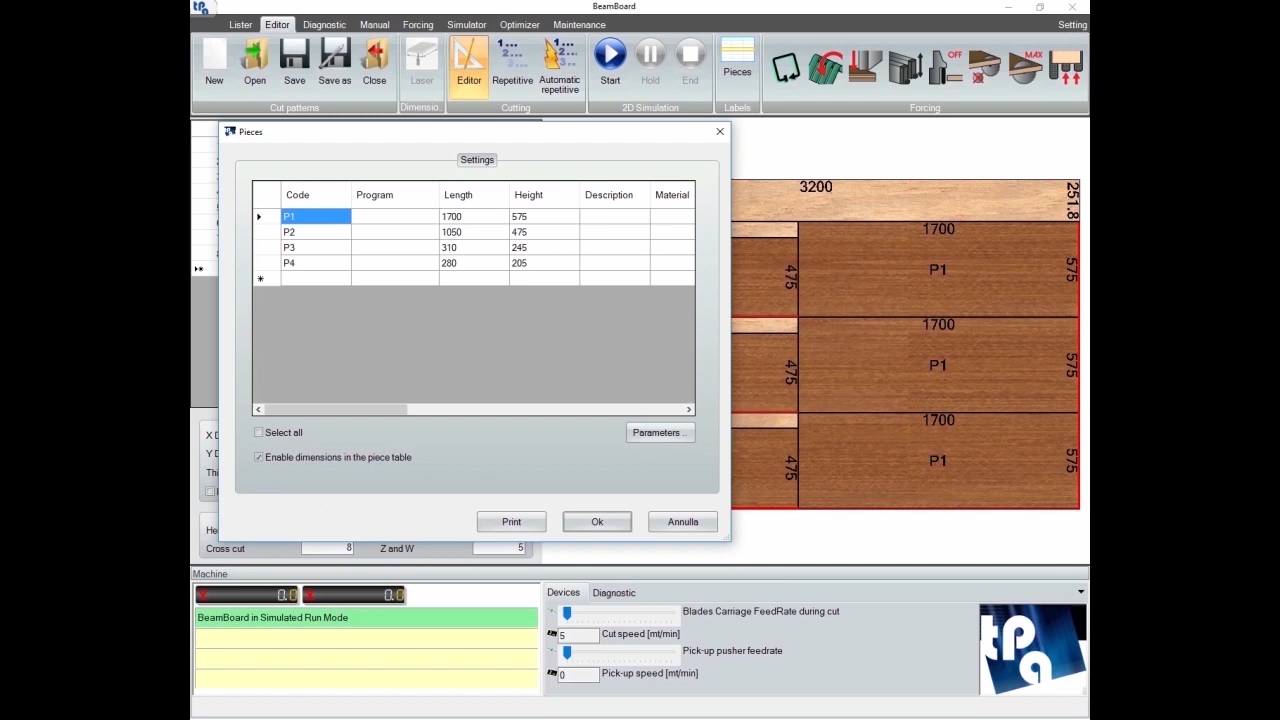 BeamBoard
Lister Editor Diagnostic Manual Forcing Simulator Optimizer Maintenance Setting
New Open Save Save as Close Laser Editor Repetitive Automatic repetitive Start Hold End Pieces OFF MAX
Cut patterns Dimensio.. Cutting 2D Simulation Labels Forcing
Pieces
Settings
Code Program Length Height Description Material
P1 1700 575
P2 1050 475
P3 310 245
P4 280 205
Select all
Parameters ..
Enable dimensions in the piece table
Print Ok Annulla
3200
251.8
1700
475 P1 575
1700
475 P1 575
1700
475 P1 575
X D
Y D
Thi
He
Cross cut 8 Z and W 5
Machine
0.0 0.0
BeamBoard in Simulated Run Mode
Devices Diagnostic
Blades Carriage FeedRate during cut
5 Cut speed [mt/min]
Pick-up pusher feedrate
0 Pick-up speed [mt/min]
tpa